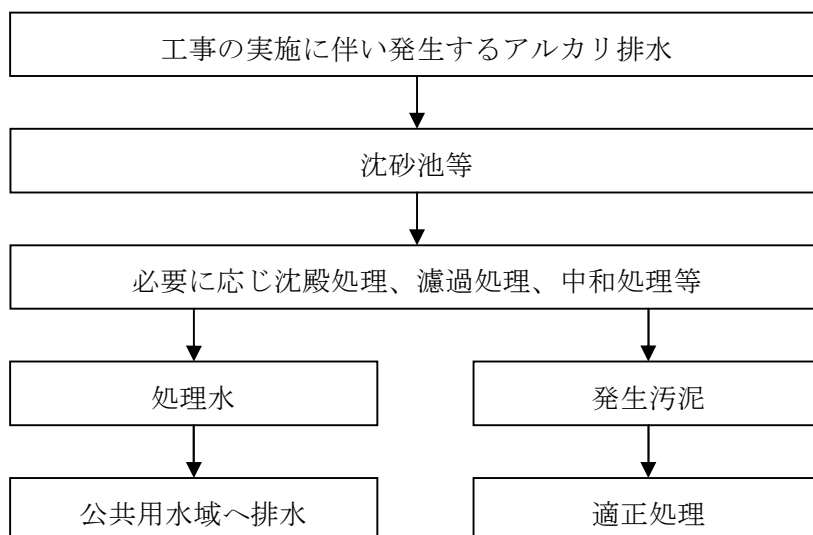 工事の実施に伴い発生するアルカリ排水
沈砂池等
必要に応じ沈殿処理、濾過処理、中和処理等
処理水
発生汚泥
公共用水域へ排水
適正処理